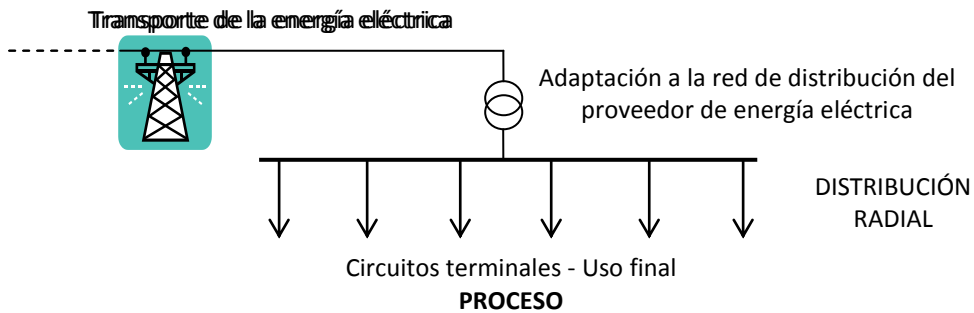 Transporte de la energía eléctrica
Adaptación a la red de distribución del
proveedor de energía eléctrica
DISTRIBUCIÓN
RADIAL
Circuitos terminales - Uso final
PROCESO